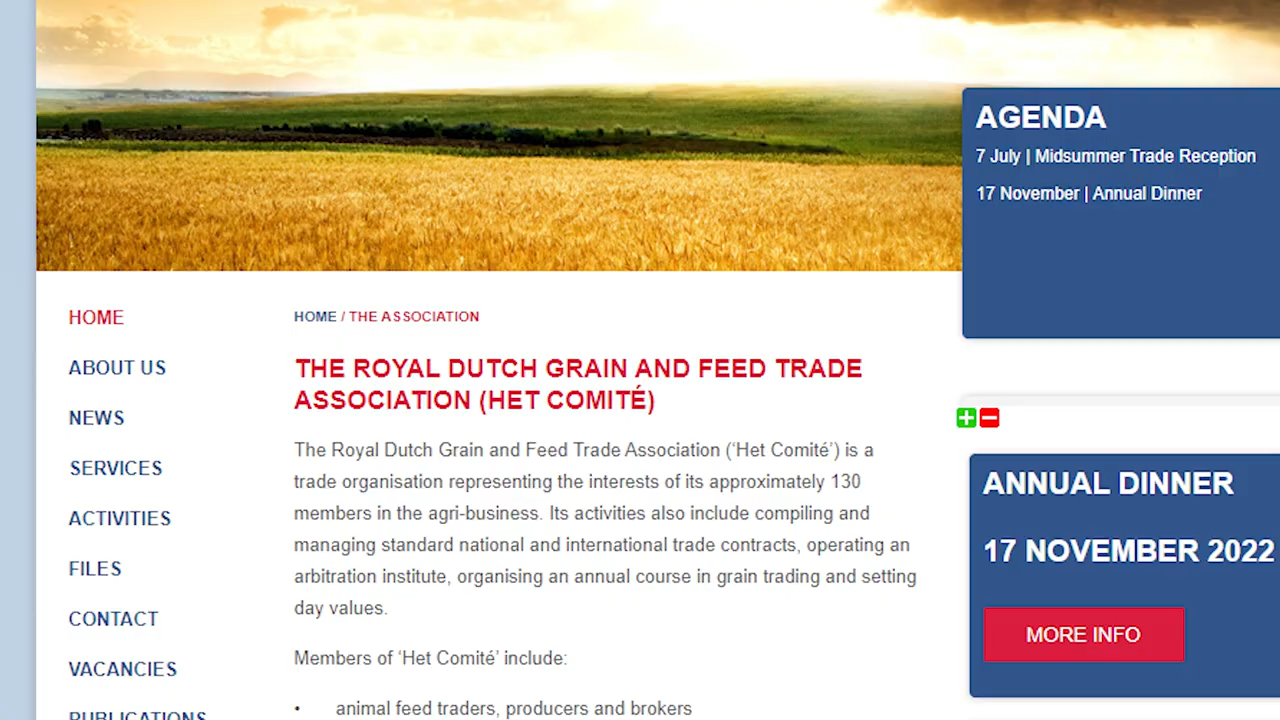 AGENDA
7 July | Midsummer Trade Reception
17 November | Annual Dinner
HOME
ABOUT US
NEWS
SERVICES
ACTIVITIES
FILES
CONTACT
VACANCIES
PUBLICATIONS
HOME / THE ASSOCIATION
THE ROYAL DUTCH GRAIN AND FEED TRADE
ASSOCIATION (HET COMITÉ)
The Royal Dutch Grain and Feed Trade Association (‘Het Comité’) is a
trade organisation representing the interests of its approximately 130
members in the agri-business. Its activities also include compiling and
managing standard national and international trade contracts, operating an
arbitration institute, organising an annual course in grain trading and setting
day values.
Members of ‘Het Comité’ include:
• animal feed traders, producers and brokers
ANNUAL DINNER
17 NOVEMBER 2022
MORE INFO